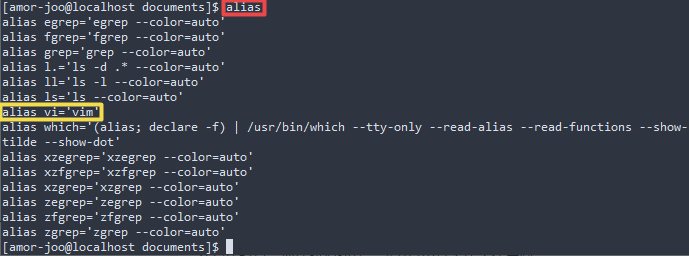 [amor-joo@localhost documents]$ alias
alias egrep='egrep --color=auto'
alias fgrep='fgrep --color=auto'
alias grep='grep --color=auto'
alias l.='ls -d .* --color=auto'
alias ll='ls -l --color=auto'
alias ls='ls --color=auto'
alias vi='vim'
alias which='(alias; declare -f) | /usr/bin/which --tty-only --read-alias --read-functions --show-
tilde --show-dot'
alias xzegrep='xzegrep --color=auto'
alias xzfgrep='xzfgrep --color=auto'
alias xzgrep='xzgrep --color=auto'
alias zegrep='zegrep --color=auto'
alias zfgrep='zfgrep --color=auto'
alias zgrep='zgrep --color=auto'
[amor-joo@localhost documents]$